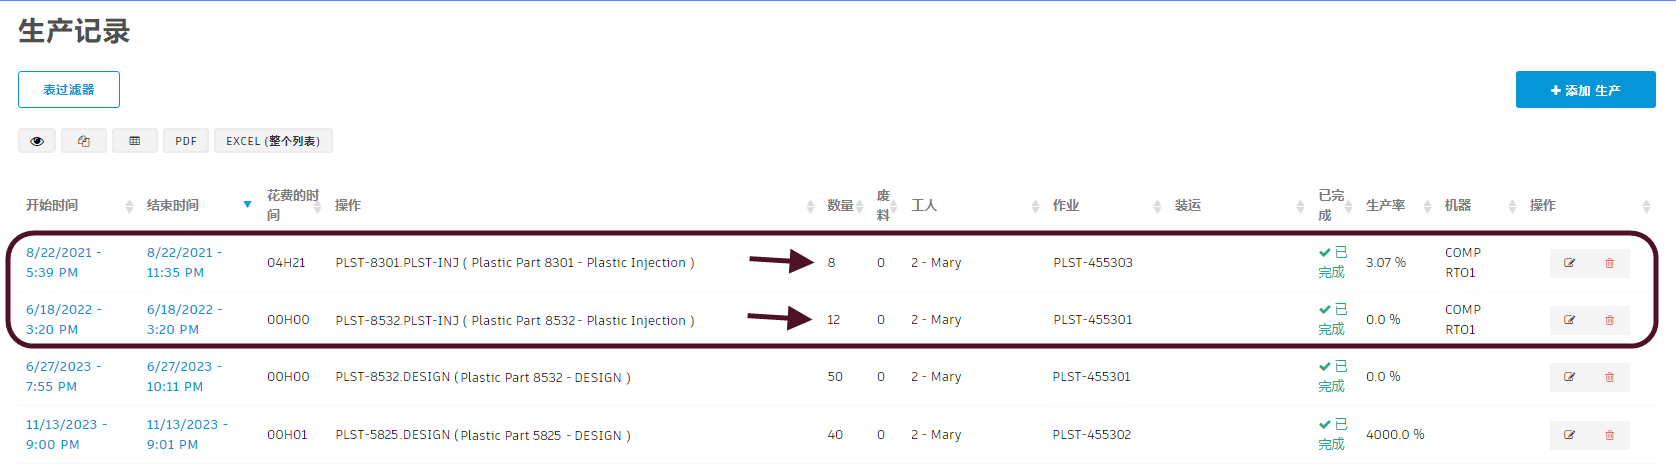 生产记录
表过滤器
+ 添加 生产
PDF
EXCEL (整个列表)
开始时间 结束时间 花费的时间 操作 数量 废料 工人 作业 装运 已完成 生产率 机器 操作
8/22/2021 - 5:39 PM 8/22/2021 - 11:35 PM 04H21 PLST-8301.PLST-INJ ( Plastic Part 8301 - Plastic Injection ) 8 0 2 - Mary PLST-455303 已完成 3.07 % COMP RTO1
6/18/2022 - 3:20 PM 6/18/2022 - 3:20 PM 00H00 PLST-8532.PLST-INJ ( Plastic Part 8532 - Plastic Injection ) 12 0 2 - Mary PLST-455301 已完成 0.0 % COMP RTO1
6/27/2023 - 7:55 PM 6/27/2023 - 10:11 PM 00H00 PLST-8532.DESIGN ( Plastic Part 8532 - DESIGN ) 50 0 2 - Mary PLST-455301 已完成 0.0 %
11/13/2023 - 9:00 PM 11/13/2023 - 9:01 PM 00H01 PLST-5825.DESIGN ( Plastic Part 5825 - DESIGN ) 40 0 2 - Mary PLST-455302 已完成 4000.0 %